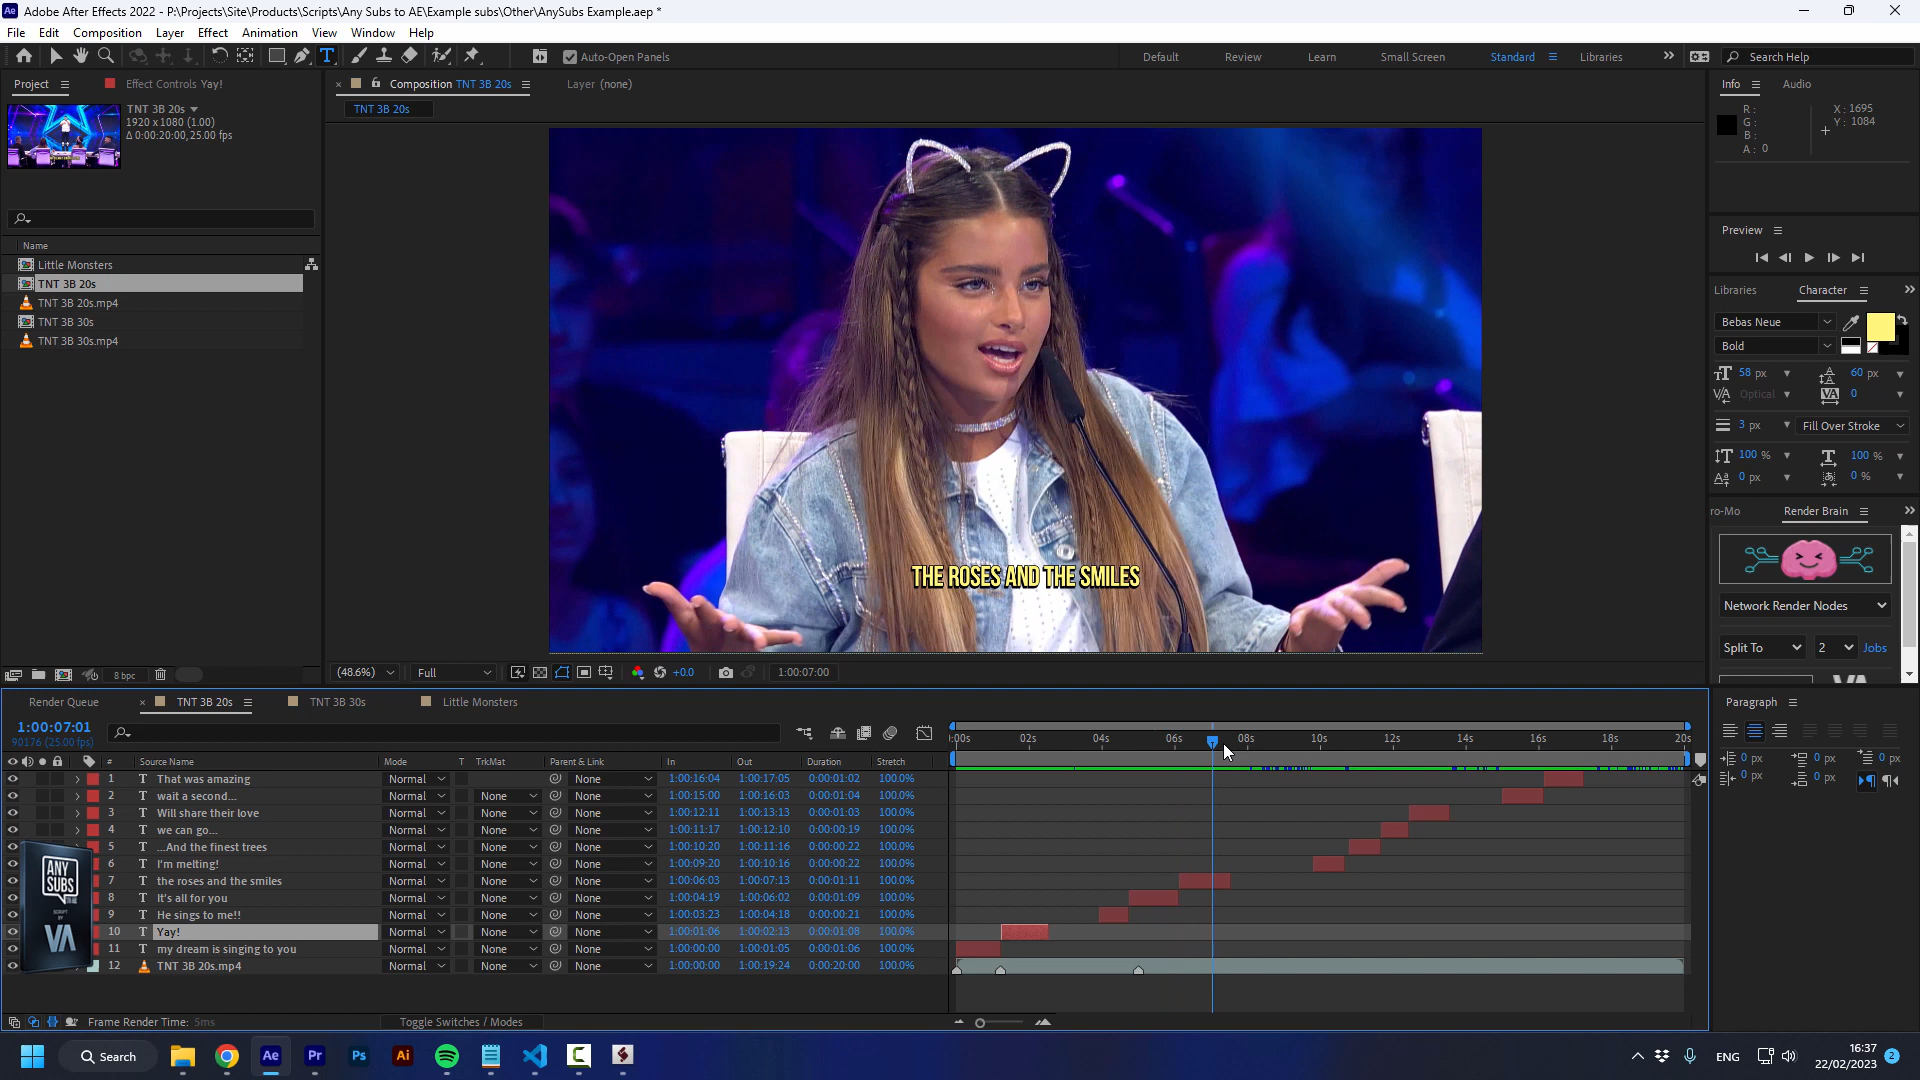 Adobe After Effects 2022 - P:\Projects\Site\Products\Scripts\Any Subs to AE\Example subs\Other\AnySubs Example.aep *
File Edit Composition Layer Effect Animation View Window Help
Auto-Open Panels Default Review Learn Small Screen Standard Libraries Search Help
Project Effect Controls Yay! Composition TNT 3B 20s Layer (none) Info Audio
TNT 3B 20s
TNT 3B 20s
1920 x 1080 (1.00)
Δ 0:00:20:00, 25.00 fps
R: X: 1695
G: Y: 1084
B:
A: 0
Name
Little Monsters
TNT 3B 20s
TNT 3B 20s.mp4
TNT 3B 30s
TNT 3B 30s.mp4
8 bpc
THE ROSES AND THE SMILES
(48.6%) Full +0.0 1:00:07:00
Preview
Libraries Character
Bebas Neue
Bold
58 px 60 px
Optical 0
3 px Fill Over Stroke
100 % 100 %
0 px 0 %
ro-Mo Render Brain
Network Render Nodes
Split To 2 Jobs
Render Queue TNT 3B 20s TNT 3B 30s Little Monsters
1:00:07:01
90176 (25.00 fps)
:00s 02s 04s 06s 08s 10s 12s 14s 16s 18s 20s
# Source Name Mode T TrkMat Parent & Link In Out Duration Stretch
1 T That was amazing Normal None 1:00:16:04 1:00:17:05 0:00:01:02 100.0%
2 T wait a second... Normal None None 1:00:15:00 1:00:16:03 0:00:01:04 100.0%
3 T Will share their love Normal None None 1:00:12:11 1:00:13:13 0:00:01:03 100.0%
4 T we can go... Normal None None 1:00:11:17 1:00:12:10 0:00:00:19 100.0%
5 T ...And the finest trees Normal None None 1:00:10:20 1:00:11:16 0:00:00:22 100.0%
6 T I'm melting! Normal None None 1:00:09:20 1:00:10:16 0:00:00:22 100.0%
7 T the roses and the smiles Normal None None 1:00:06:03 1:00:07:13 0:00:01:11 100.0%
8 T It's all for you Normal None None 1:00:04:19 1:00:06:02 0:00:01:09 100.0%
9 T He sings to me!! Normal None None 1:00:03:23 1:00:04:18 0:00:00:21 100.0%
10 T Yay! Normal None None 1:00:01:06 1:00:02:13 0:00:01:08 100.0%
11 T my dream is singing to you Normal None None 1:00:00:00 1:00:01:05 0:00:01:06 100.0%
12 TNT 3B 20s.mp4 Normal None None 1:00:00:00 1:00:19:24 0:00:20:00 100.0%
ANY
SUBS
TO AE
SCRIPT
BY
VA
Frame Render Time: 5ms Toggle Switches / Modes
Paragraph
0 px 0 px 0 px
0 px 0 px
Search Ae Pr Ps Ai C ENG 16:37
22/02/2023 2